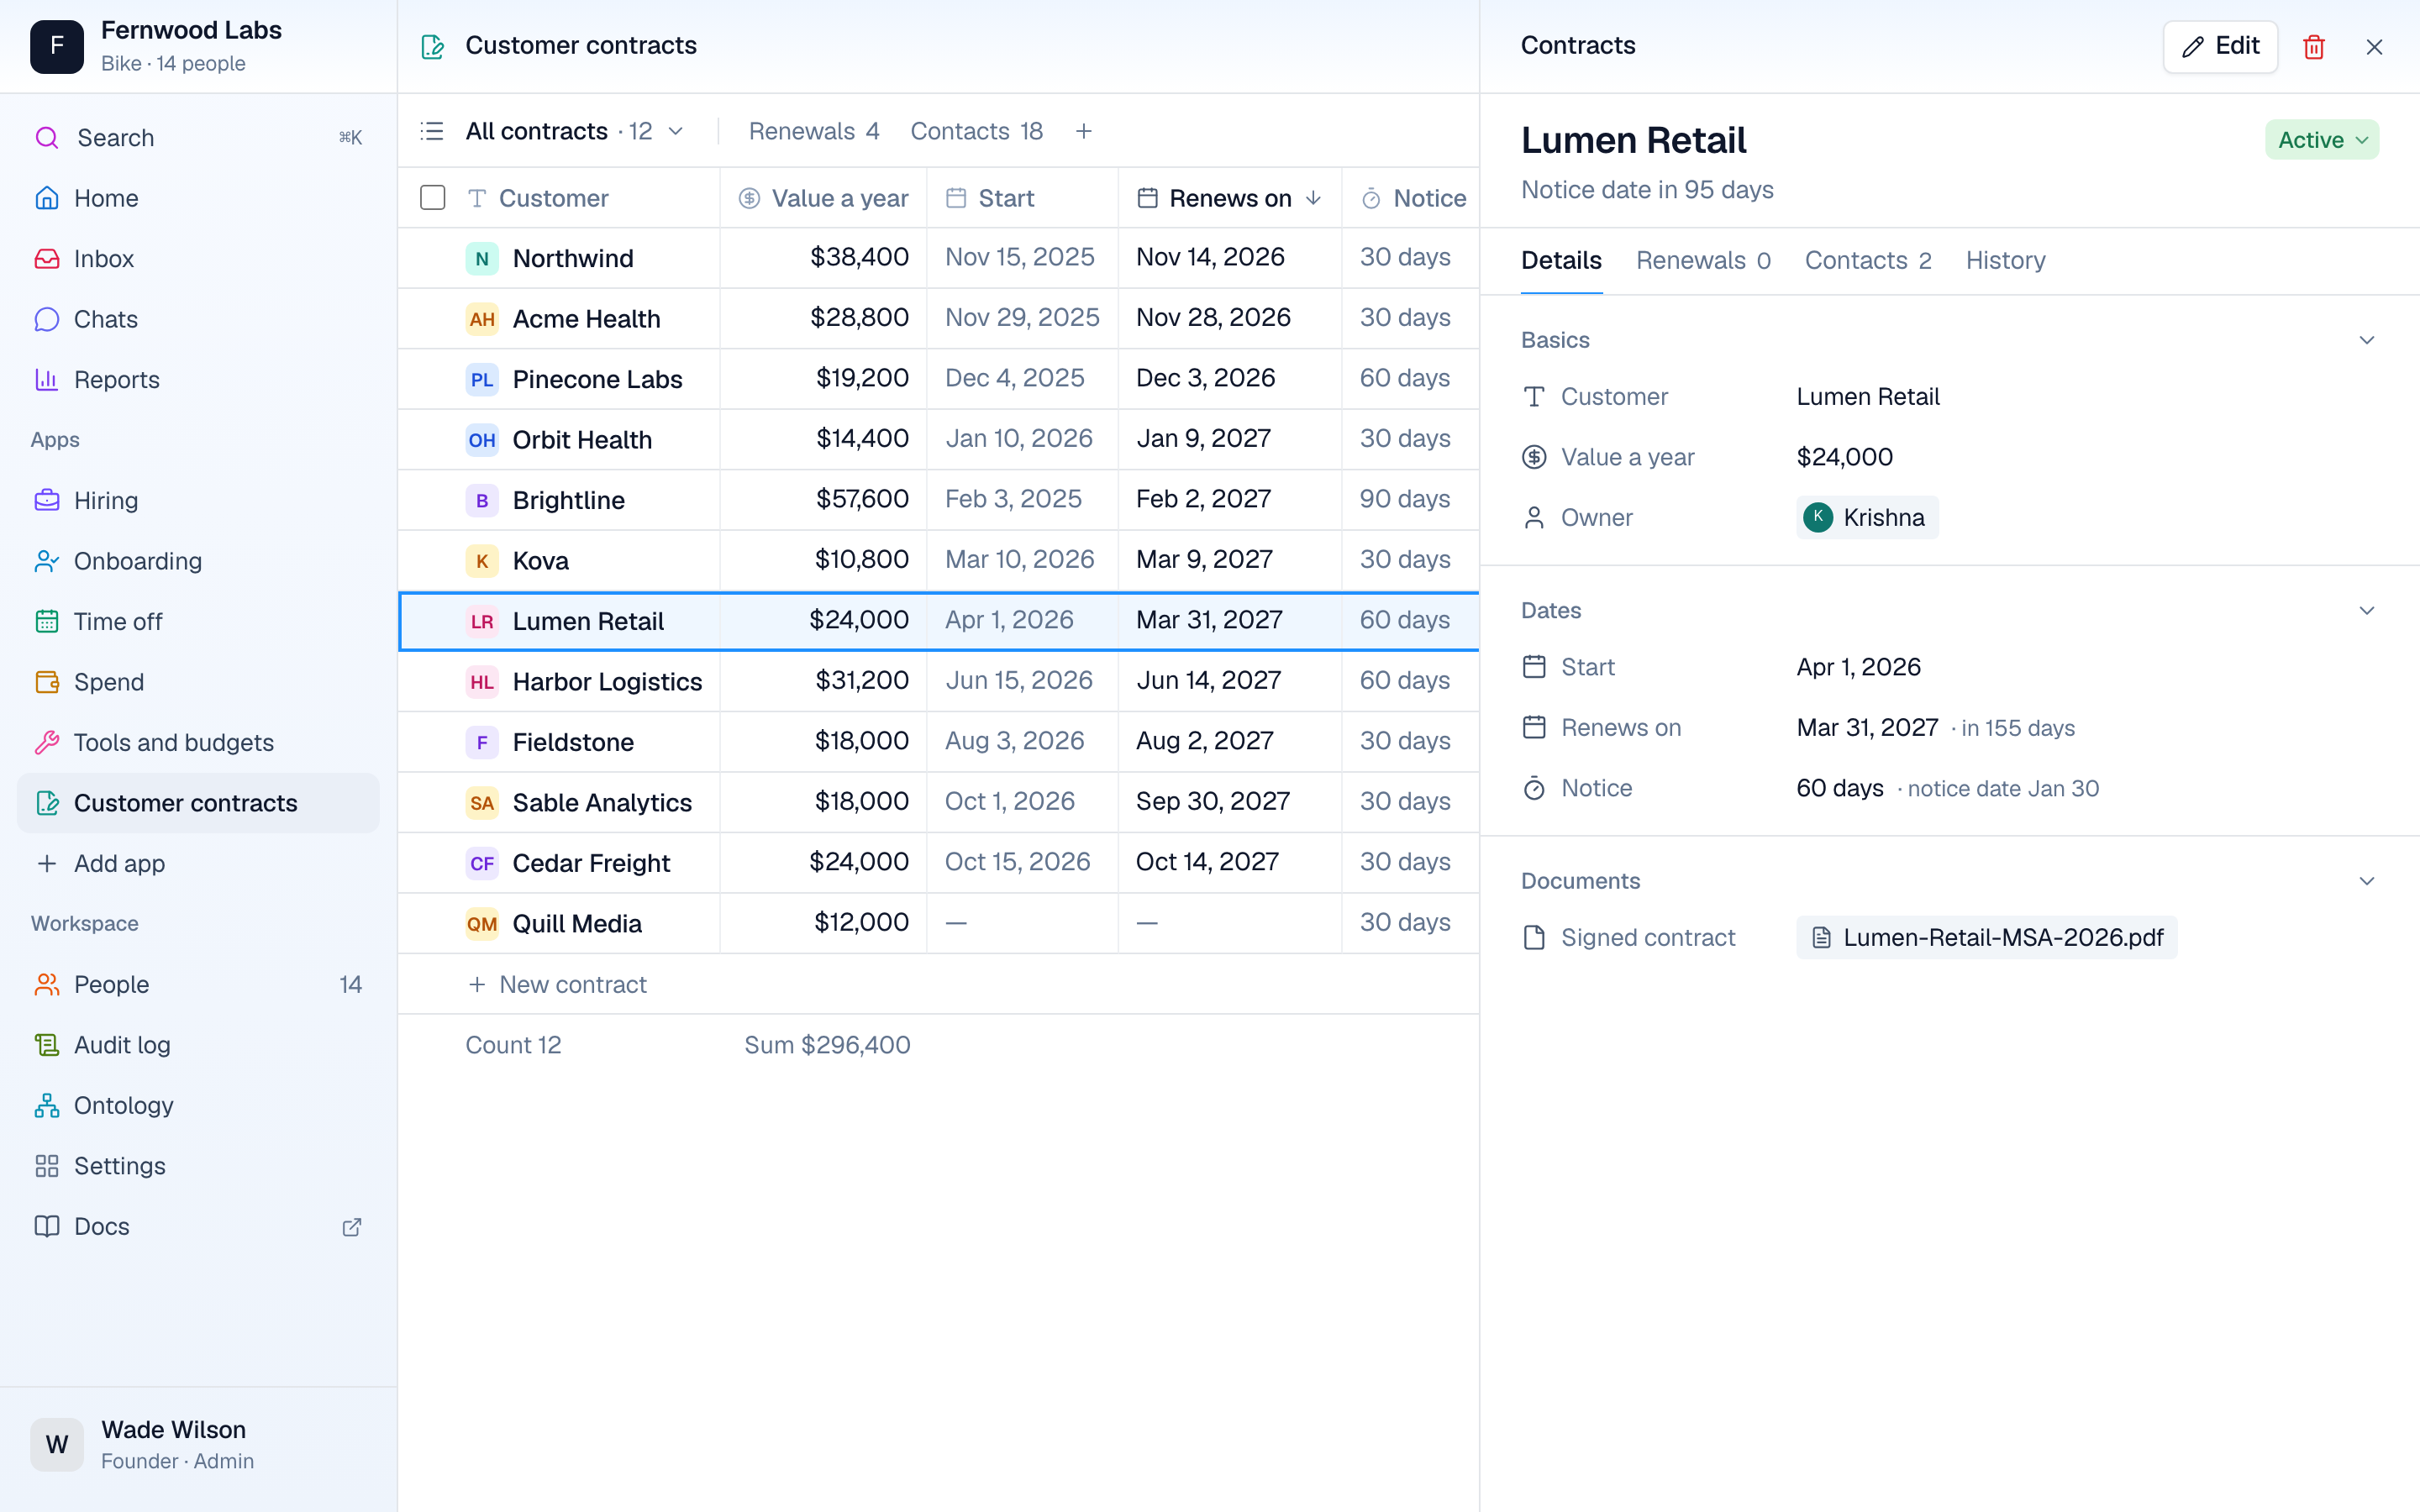 F
Fernwood Labs
Bike · 14 people
Search ⌘K
Home
Inbox
Chats
Reports
Apps
Hiring
Onboarding
Time off
Spend
Tools and budgets
Customer contracts
Add app
Workspace
People 14
Audit log
Ontology
Settings
Docs
W
Wade Wilson
Founder · Admin
Customer contracts
All contracts · 12 Renewals 4 Contacts 18 +
Customer Value a year Start Renews on Notice
N Northwind $38,400 Nov 15, 2025 Nov 14, 2026 30 days
AH Acme Health $28,800 Nov 29, 2025 Nov 28, 2026 30 days
PL Pinecone Labs $19,200 Dec 4, 2025 Dec 3, 2026 60 days
OH Orbit Health $14,400 Jan 10, 2026 Jan 9, 2027 30 days
B Brightline $57,600 Feb 3, 2025 Feb 2, 2027 90 days
K Kova $10,800 Mar 10, 2026 Mar 9, 2027 30 days
LR Lumen Retail $24,000 Apr 1, 2026 Mar 31, 2027 60 days
HL Harbor Logistics $31,200 Jun 15, 2026 Jun 14, 2027 60 days
F Fieldstone $18,000 Aug 3, 2026 Aug 2, 2027 30 days
SA Sable Analytics $18,000 Oct 1, 2026 Sep 30, 2027 30 days
CF Cedar Freight $24,000 Oct 15, 2026 Oct 14, 2027 30 days
QM Quill Media $12,000 — — 30 days
+ New contract
Count 12 Sum $296,400
Contracts Edit
Lumen Retail Active
Notice date in 95 days
Details Renewals 0 Contacts 2 History
Basics
Customer Lumen Retail
Value a year $24,000
Owner K Krishna
Dates
Start Apr 1, 2026
Renews on Mar 31, 2027 · in 155 days
Notice 60 days · notice date Jan 30
Documents
Signed contract Lumen-Retail-MSA-2026.pdf